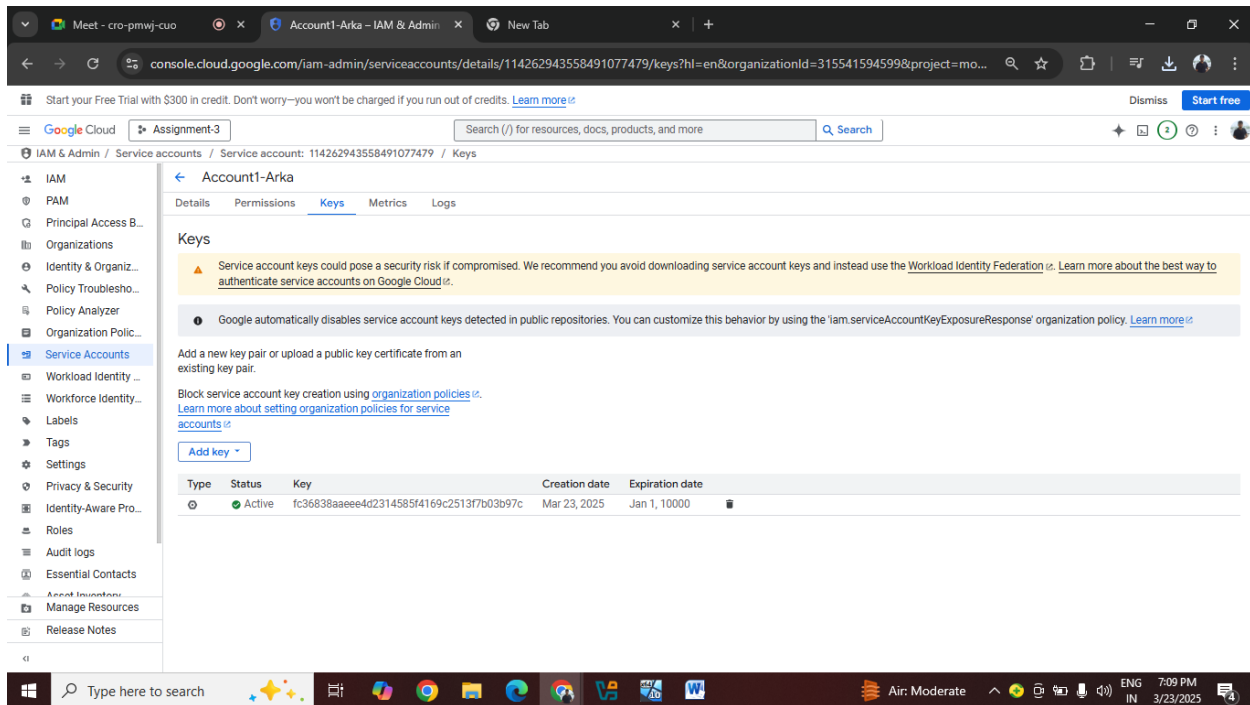 Meet - cro-pmwj-cuo
Account1-Arka – IAM & Admin
New Tab
console.cloud.google.com/iam-admin/serviceaccounts/details/114262943558491077479/keys?hl=en&organizationId=315541594599&project=mo...
Start your Free Trial with $300 in credit. Don't worry—you won't be charged if you run out of credits. Learn more
Dismiss
Start free
Google Cloud
Assignment-3
Search (/) for resources, docs, products, and more
Search
2
IAM & Admin / Service accounts / Service account: 114262943558491077479 / Keys
IAM
PAM
Principal Access B...
Organizations
Identity & Organiz...
Policy Troublesho...
Policy Analyzer
Organization Polic...
Service Accounts
Workload Identity ...
Workforce Identity...
Labels
Tags
Settings
Privacy & Security
Identity-Aware Pro...
Roles
Audit logs
Essential Contacts
Asset Inventory
Manage Resources
Release Notes
Account1-Arka
Details Permissions Keys Metrics Logs
Keys
Service account keys could pose a security risk if compromised. We recommend you avoid downloading service account keys and instead use the Workload Identity Federation. Learn more about the best way to
authenticate service accounts on Google Cloud.
Google automatically disables service account keys detected in public repositories. You can customize this behavior by using the 'iam.serviceAccountKeyExposureResponse' organization policy. Learn more
Add a new key pair or upload a public key certificate from an
existing key pair.
Block service account key creation using organization policies.
Learn more about setting organization policies for service
accounts
Add key
Type Status Key Creation date Expiration date
Active fc36838aaeee4d2314585f4169c2513f7b03b97c Mar 23, 2025 Jan 1, 10000
Type here to search
Air: Moderate
ENG
IN
7:09 PM
3/23/2025
4